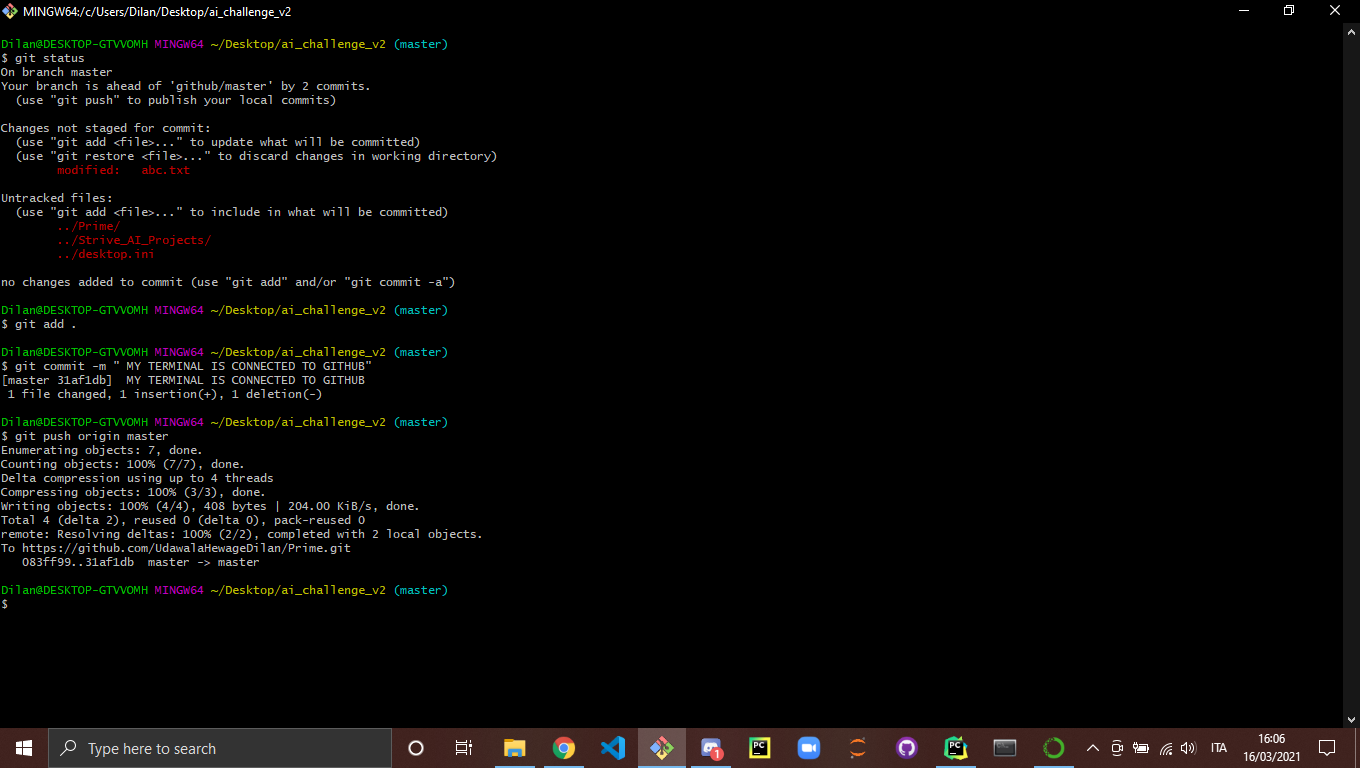 MINGW64:/c/Users/Dilan/Desktop/ai_challenge_v2
Dilan@DESKTOP-GTVVOMH MINGW64 ~/Desktop/ai_challenge_v2 (master)
$ git status
On branch master
Your branch is ahead of 'github/master' by 2 commits.
  (use "git push" to publish your local commits)
Changes not staged for commit:
  (use "git add <file>..." to update what will be committed)
  (use "git restore <file>..." to discard changes in working directory)
        modified:   abc.txt
Untracked files:
  (use "git add <file>..." to include in what will be committed)
        ../Prime/
        ../Strive_AI_Projects/
        ../desktop.ini
no changes added to commit (use "git add" and/or "git commit -a")
Dilan@DESKTOP-GTVVOMH MINGW64 ~/Desktop/ai_challenge_v2 (master)
$ git add .
Dilan@DESKTOP-GTVVOMH MINGW64 ~/Desktop/ai_challenge_v2 (master)
$ git commit -m " MY TERMINAL IS CONNECTED TO GITHUB"
[master 31af1db]  MY TERMINAL IS CONNECTED TO GITHUB
 1 file changed, 1 insertion(+), 1 deletion(-)
Dilan@DESKTOP-GTVVOMH MINGW64 ~/Desktop/ai_challenge_v2 (master)
$ git push origin master
Enumerating objects: 7, done.
Counting objects: 100% (7/7), done.
Delta compression using up to 4 threads
Compressing objects: 100% (3/3), done.
Writing objects: 100% (4/4), 408 bytes | 204.00 KiB/s, done.
Total 4 (delta 2), reused 0 (delta 0), pack-reused 0
remote: Resolving deltas: 100% (2/2), completed with 2 local objects.
To https://github.com/UdawalaHewageDilan/Prime.git
   083ff99..31af1db  master -> master
Dilan@DESKTOP-GTVVOMH MINGW64 ~/Desktop/ai_challenge_v2 (master)
$
Type here to search
1
PC
PC
ITA
16:06
16/03/2021